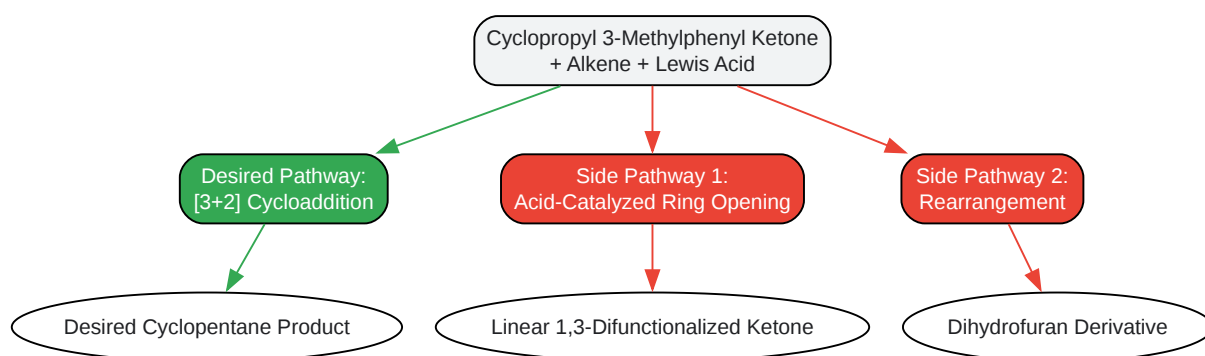 Cyclopropyl 3-Methylphenyl Ketone
+ Alkene + Lewis Acid
Desired Pathway:
[3+2] Cycloaddition
Side Pathway 1:
Acid-Catalyzed Ring Opening
Side Pathway 2:
Rearrangement
Desired Cyclopentane Product
Linear 1,3-Difunctionalized Ketone
Dihydrofuran Derivative